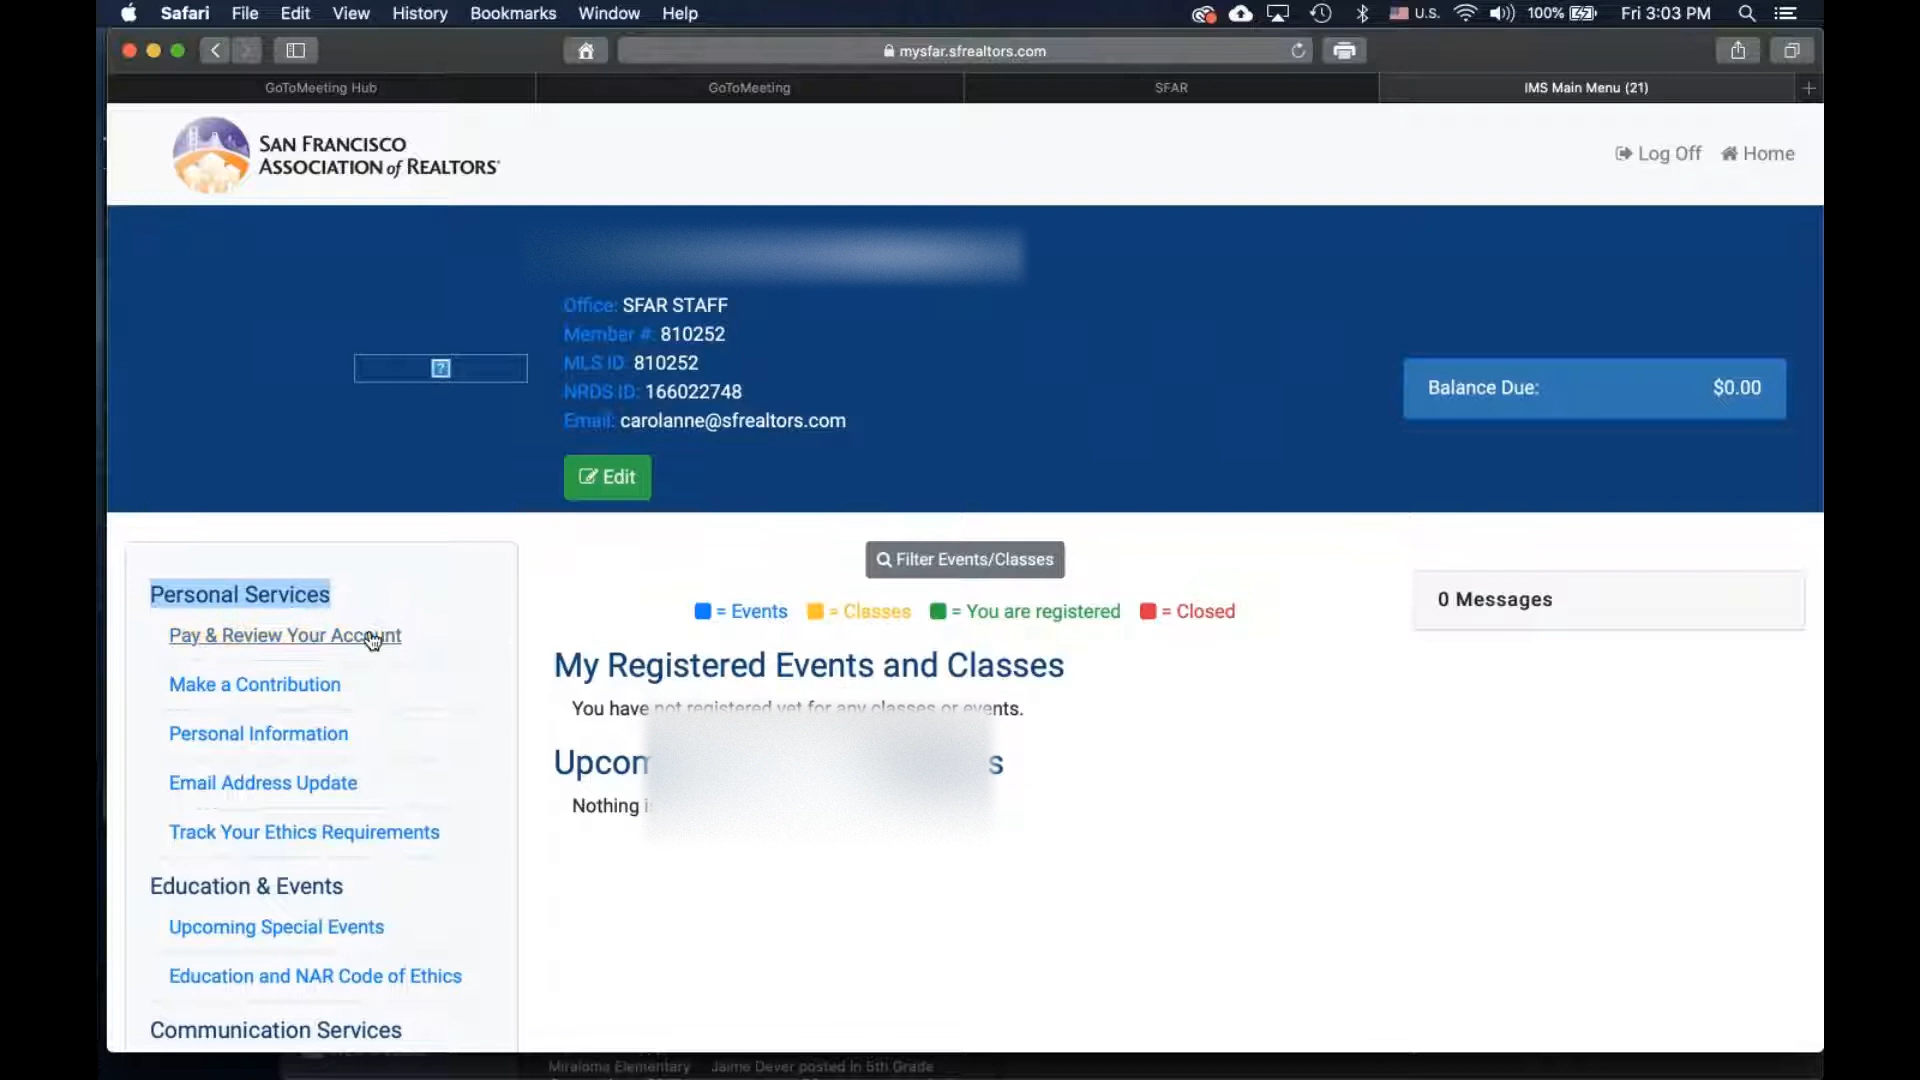 Safari File Edit View History Bookmarks Window Help U.S. 100% Fri 3:03 PM
mysfar.sfrealtors.com
GoToMeeting Hub GoToMeeting SFAR IMS Main Menu (21)
SAN FRANCISCO
ASSOCIATION of REALTORS®
Log Off Home
Office: SFAR STAFF
Member #: 810252
MLS ID: 810252
NRDS ID: 166022748
Email: carolanne@sfrealtors.com
Balance Due: $0.00
Edit
Personal Services
Pay & Review Your Account
Make a Contribution
Personal Information
Email Address Update
Track Your Ethics Requirements
Education & Events
Upcoming Special Events
Education and NAR Code of Ethics
Communication Services
Filter Events/Classes
= Events = Classes = You are registered = Closed
My Registered Events and Classes
You have not registered yet for any classes or events.
Nothing
0 Messages
Miraloma Elementary Jaime Dever posted in 5th Grade